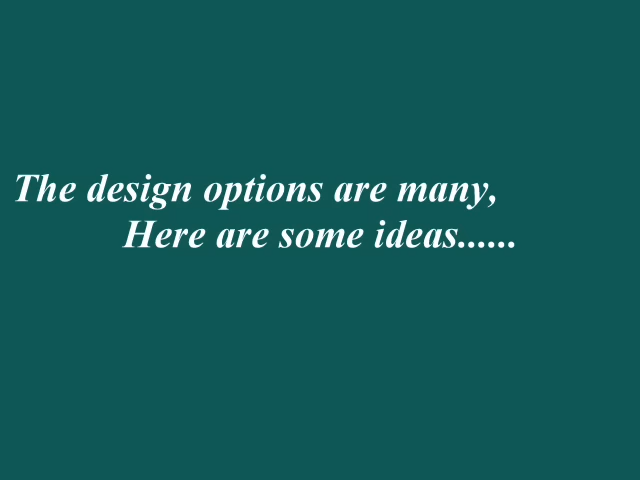 The design options are many,
Here are some ideas......